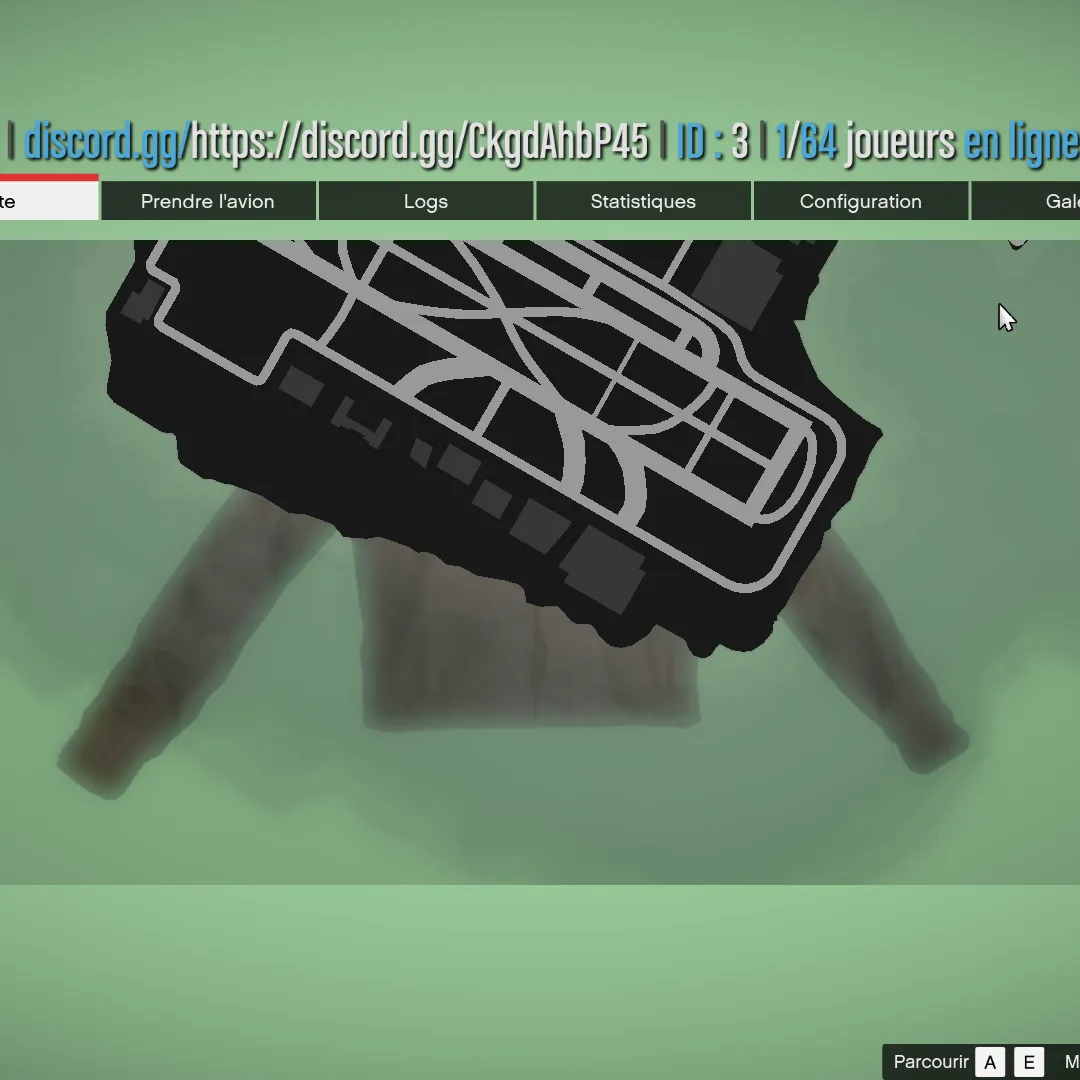 | discord.gg/https://discord.gg/CkgdAhbP45 | ID : 3 | 1/64 joueurs en ligne
te Prendre l'avion Logs Statistiques Configuration Gale
Parcourir A E M